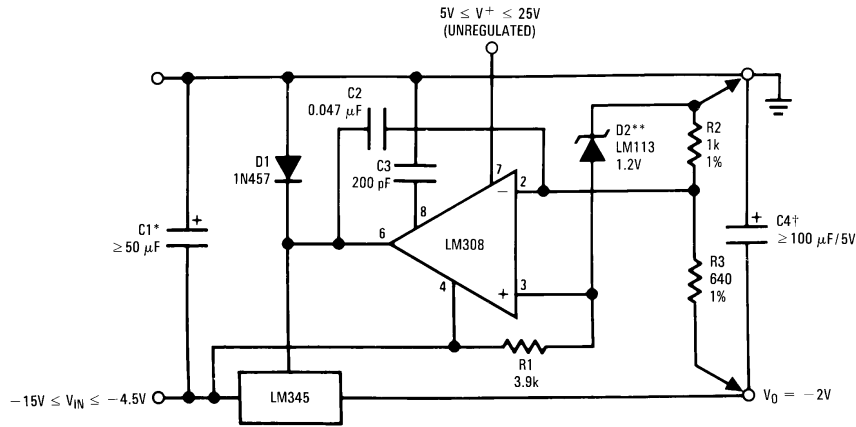 5V ≤ V+ ≤ 25V
(UNREGULATED)
C2
0.047 μF
D2**
LM113
1.2V
R2
1k
1%
D1
1N457
C3
200 pF
7
2
−
8
C1*
+
≥ 50 μF
6
LM308
C4†
+
≥ 100 μF/5V
4
+
3
R3
640
1%
R1
3.9k
−15V ≤ VIN ≤ −4.5V
LM345
VO = −2V